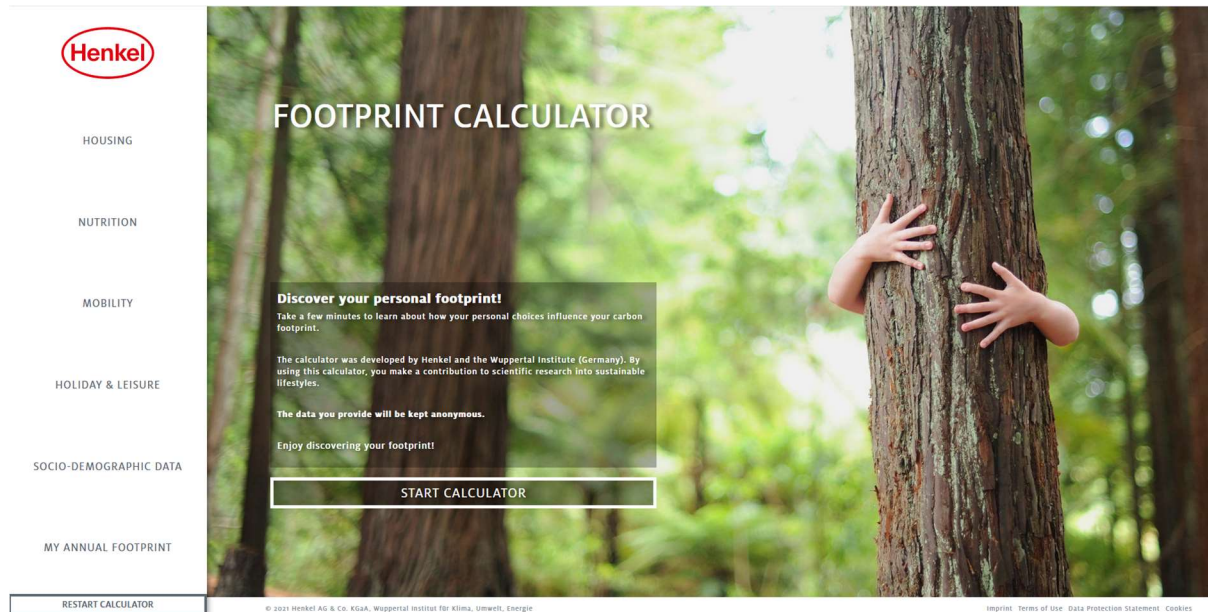 Henkel
HOUSING
NUTRITION
MOBILITY
HOLIDAY & LEISURE
SOCIO-DEMOGRAPHIC DATA
MY ANNUAL FOOTPRINT
RESTART CALCULATOR
FOOTPRINT CALCULATOR
Discover your personal footprint!
Take a few minutes to learn about how your personal choices influence your carbon
footprint.
The calculator was developed by Henkel and the Wuppertal Institute (Germany). By
using this calculator, you make a contribution to scientific research into sustainable
lifestyles.
The data you provide will be kept anonymous.
Enjoy discovering your footprint!
START CALCULATOR
© 2021 Henkel AG & Co. KGaA, Wuppertal Institut für Klima, Umwelt, Energie
Imprint Terms of Use Data Protection Statement Cookies